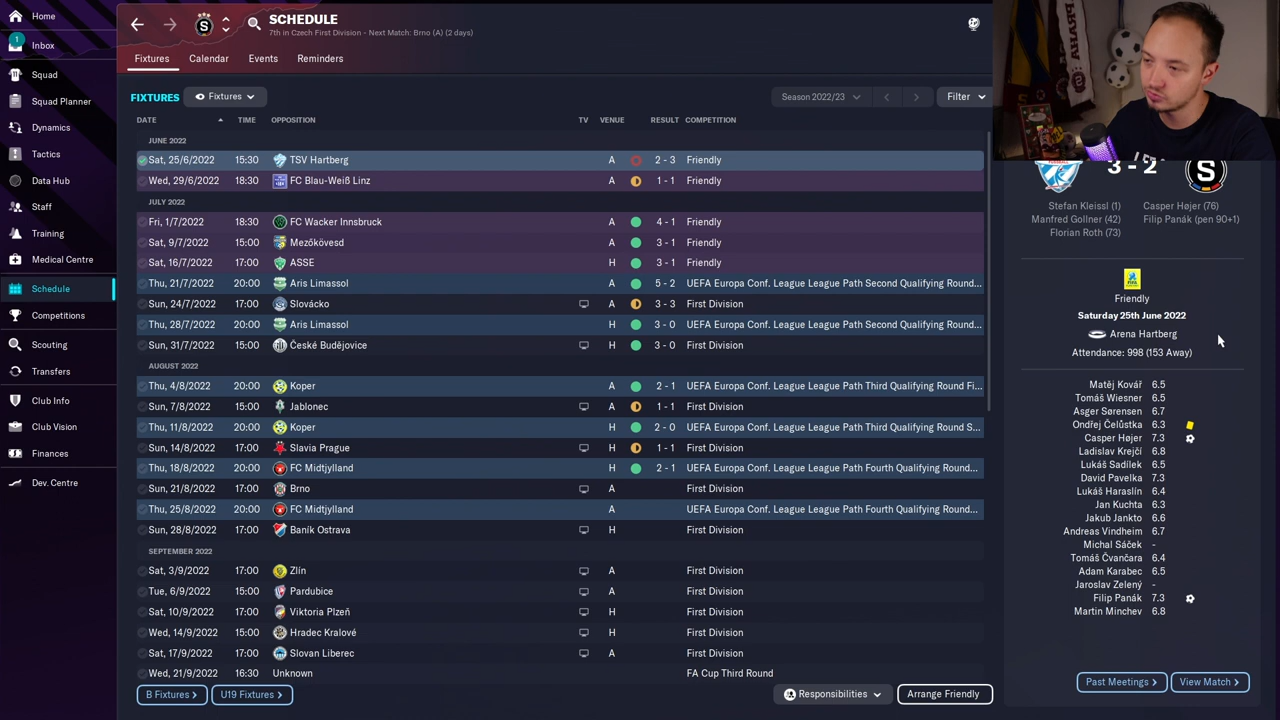 Home
1
Inbox
Squad
Squad Planner
Dynamics
Tactics
Data Hub
Staff
Training
Medical Centre
Schedule
Competitions
Scouting
Transfers
Club Info
Club Vision
Finances
Dev. Centre
SCHEDULE
7th in Czech First Division - Next Match: Brno (A) (2 days)
Fixtures Calendar Events Reminders
FIXTURES Fixtures Season 2022/23 Filter
DATE TIME OPPOSITION TV VENUE RESULT COMPETITION
JUNE 2022
Sat, 25/6/2022 15:30 TSV Hartberg A 2 - 3 Friendly
Wed, 29/6/2022 18:30 FC Blau-Weiß Linz A 1 - 1 Friendly
JULY 2022
Fri, 1/7/2022 18:30 FC Wacker Innsbruck A 4 - 1 Friendly
Sat, 9/7/2022 15:00 Mezőkövesd A 3 - 1 Friendly
Sat, 16/7/2022 17:00 ASSE H 3 - 1 Friendly
Thu, 21/7/2022 20:00 Aris Limassol A 5 - 2 UEFA Europa Conf. League League Path Second Qualifying Round...
Sun, 24/7/2022 17:00 Slovácko A 3 - 3 First Division
Thu, 28/7/2022 20:00 Aris Limassol H 3 - 0 UEFA Europa Conf. League League Path Second Qualifying Round...
Sun, 31/7/2022 15:00 České Budějovice H 3 - 0 First Division
AUGUST 2022
Thu, 4/8/2022 20:00 Koper A 2 - 1 UEFA Europa Conf. League League Path Third Qualifying Round Fi...
Sun, 7/8/2022 15:00 Jablonec A 1 - 1 First Division
Thu, 11/8/2022 20:00 Koper H 2 - 0 UEFA Europa Conf. League League Path Third Qualifying Round S...
Sun, 14/8/2022 17:00 Slavia Prague H 1 - 1 First Division
Thu, 18/8/2022 20:00 FC Midtjylland H 2 - 1 UEFA Europa Conf. League League Path Fourth Qualifying Round...
Sun, 21/8/2022 17:00 Brno A First Division
Thu, 25/8/2022 20:00 FC Midtjylland A UEFA Europa Conf. League League Path Fourth Qualifying Round...
Sun, 28/8/2022 17:00 Baník Ostrava H First Division
SEPTEMBER 2022
Sat, 3/9/2022 17:00 Zlín A First Division
Tue, 6/9/2022 15:00 Pardubice A First Division
Sat, 10/9/2022 17:00 Viktoria Plzeň H First Division
Wed, 14/9/2022 15:00 Hradec Kralové H First Division
Sat, 17/9/2022 17:00 Slovan Liberec A First Division
Wed, 21/9/2022 16:30 Unknown FA Cup Third Round
B Fixtures U19 Fixtures Responsibilities Arrange Friendly
3 - 2
Stefan Kleissl (1) Casper Højer (76)
Manfred Gollner (42) Filip Panák (pen 90+1)
Florian Roth (73)
Friendly
Saturday 25th June 2022
Arena Hartberg
Attendance: 998 (153 Away)
Matěj Kovář 6.5
Tomáš Wiesner 6.5
Asger Sørensen 6.7
Ondřej Čelůstka 6.3
Casper Højer 7.3
Ladislav Krejčí 6.8
Lukáš Sadílek 6.5
David Pavelka 7.3
Lukáš Haraslín 6.4
Jan Kuchta 6.3
Jakub Jankto 6.6
Andreas Vindheim 6.7
Michal Sáček -
Tomáš Čvančara 6.4
Adam Karabec 6.5
Jaroslav Zelený -
Filip Panák 7.3
Martin Minchev 6.8
Past Meetings View Match